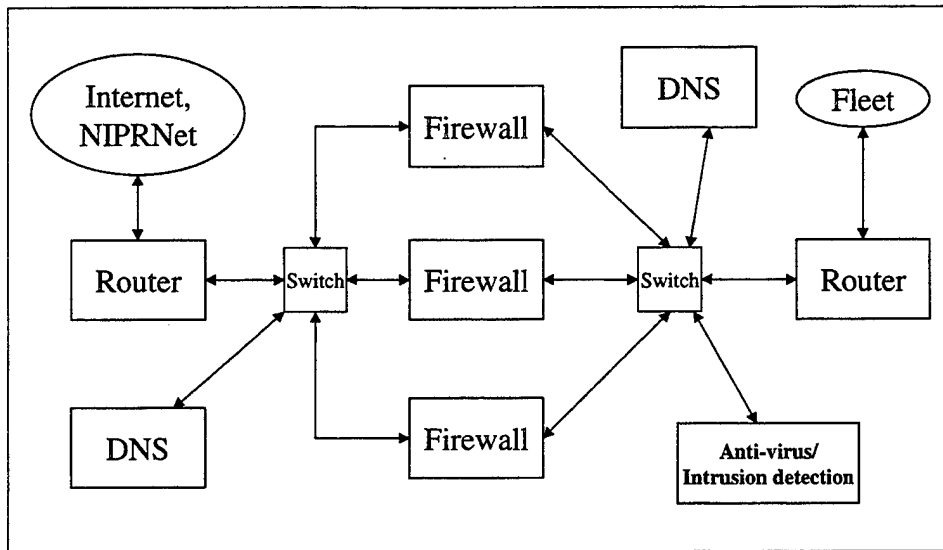 Internet,
NIPRNet
Firewall
DNS
Fleet
Router
Switch
Firewall
Switch
Router
DNS
Firewall
Anti-virus/
Intrusion detection